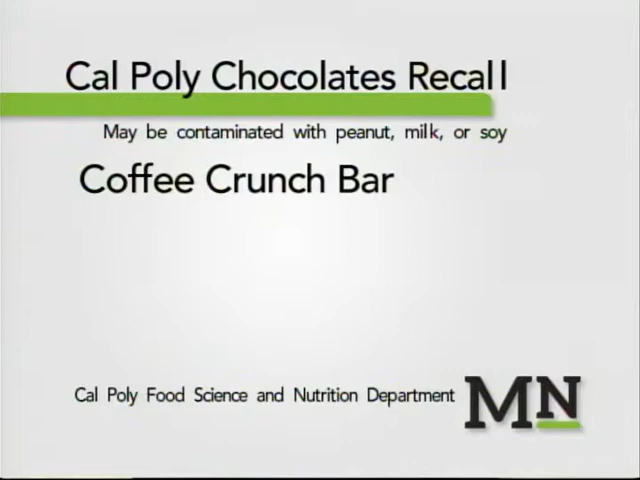 Cal Poly Chocolates Recall
May be contaminated with peanut, milk, or soy
Coffee Crunch Bar
Cal Poly Food Science and Nutrition Department
MN